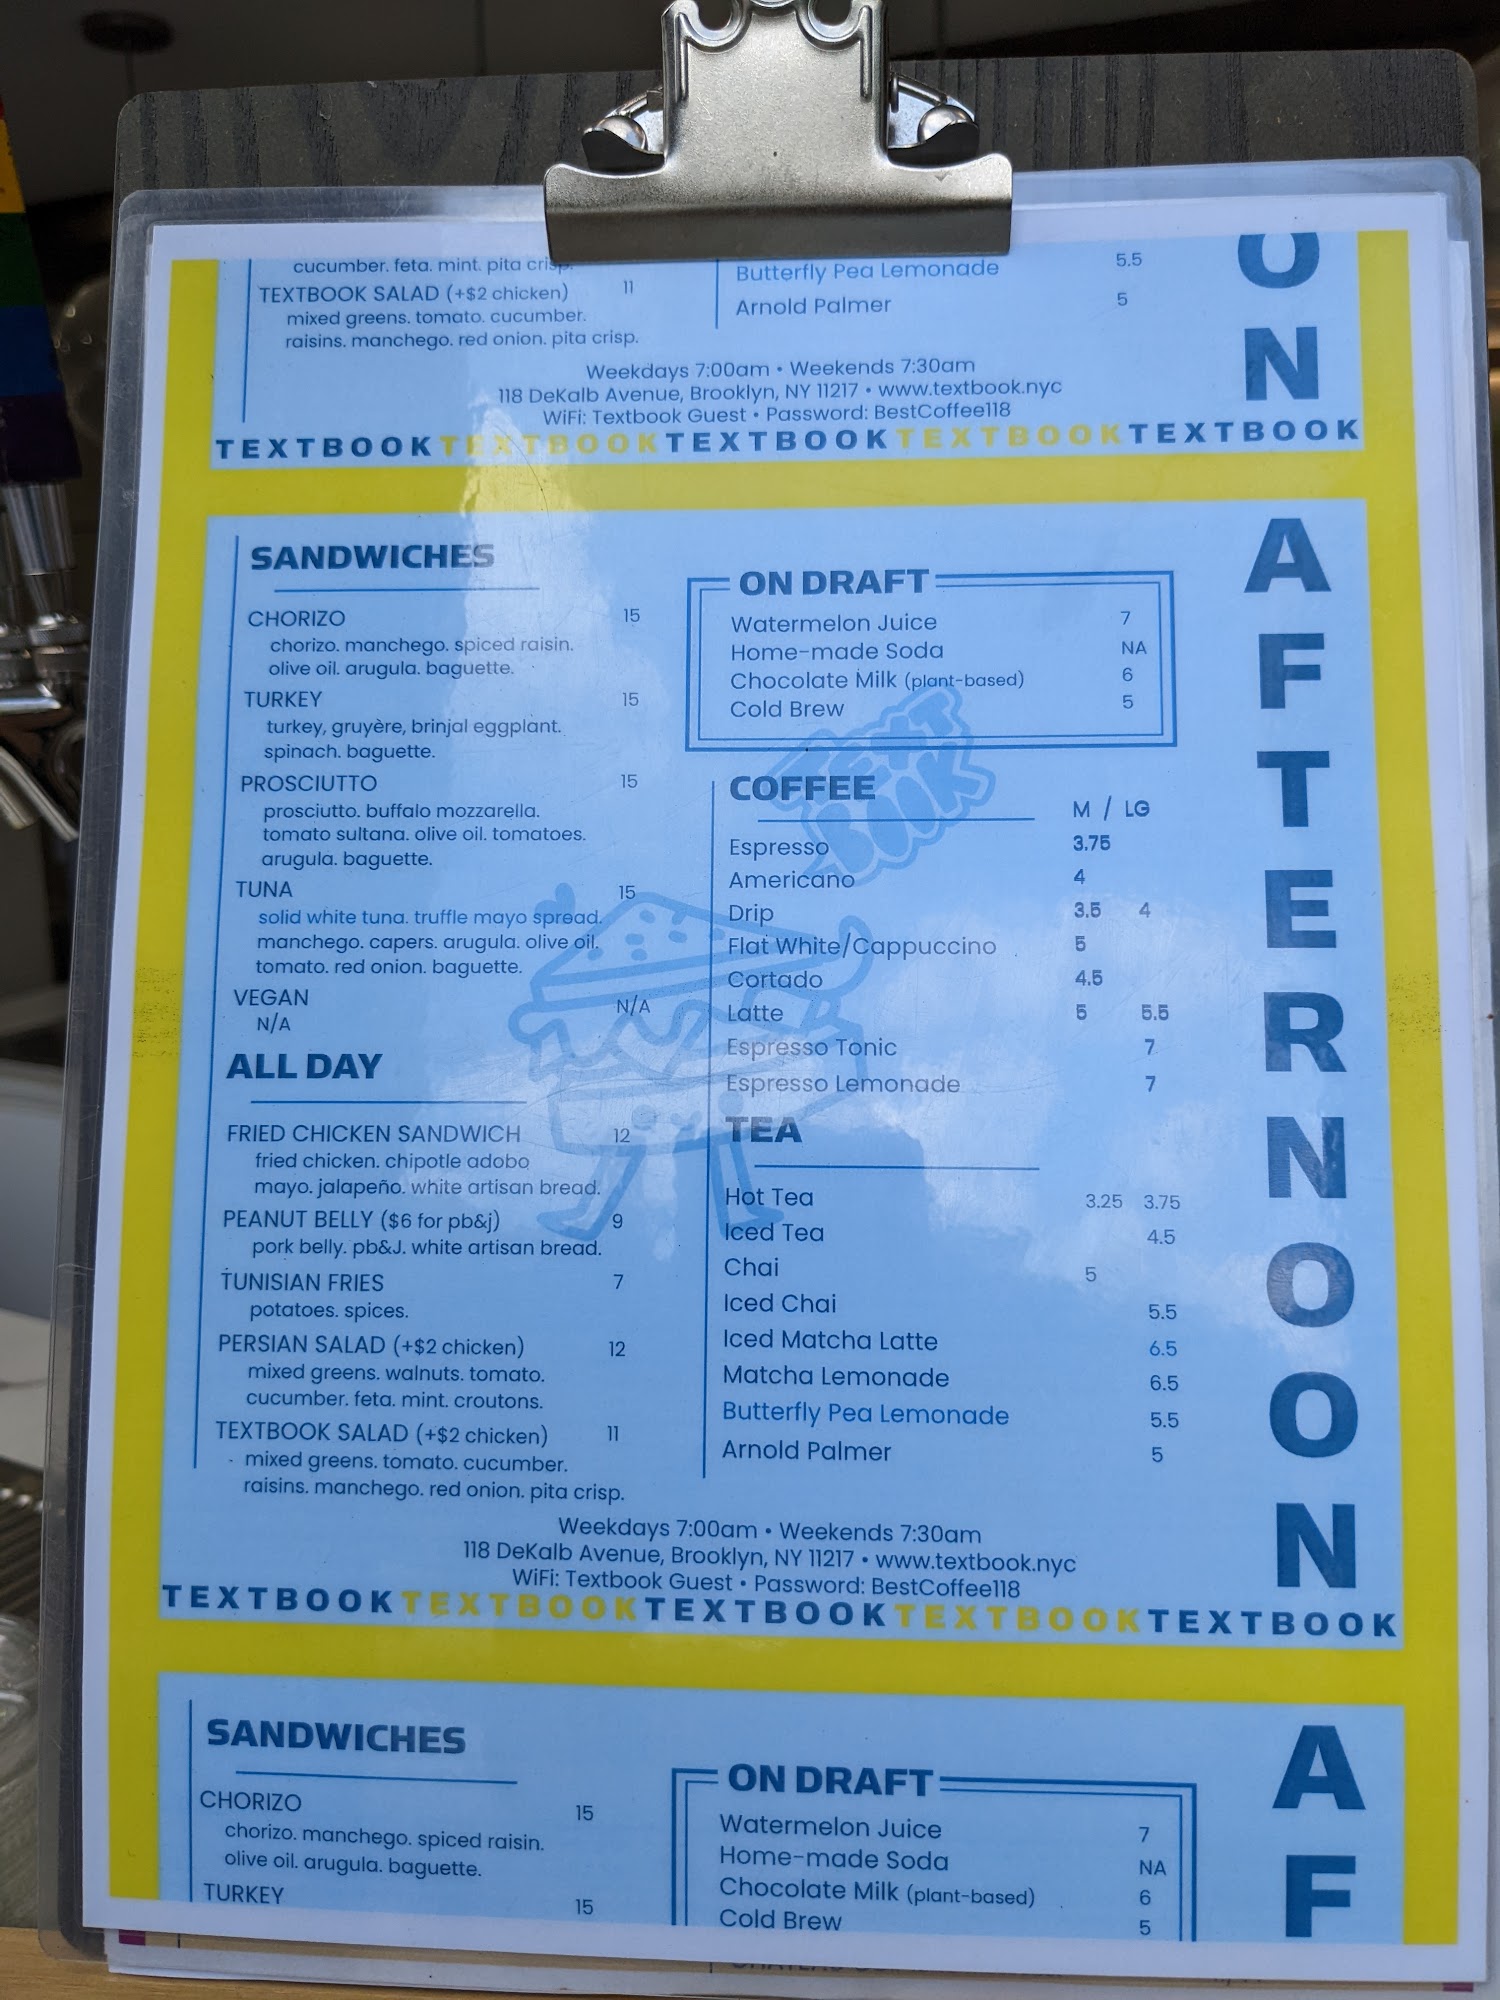 cucumber. feta. mint. pita crisp.
TEXTBOOK SALAD (+$2 chicken) 11
mixed greens. tomato. cucumber.
raisins. manchego. red onion. pita crisp.
Butterfly Pea Lemonade 5.5
Arnold Palmer 5
Weekdays 7:00am • Weekends 7:30am
118 DeKalb Avenue, Brooklyn, NY 11217 • www.textbook.nyc
WiFi: Textbook Guest • Password: BestCoffee118
TEXTBOOKTEXTBOOKTEXTBOOKTEXTBOOKTEXTBOOK
ON
SANDWICHES
CHORIZO 15
chorizo. manchego. spiced raisin.
olive oil. arugula. baguette.
TURKEY 15
turkey, gruyère, brinjal eggplant.
spinach. baguette.
PROSCIUTTO 15
prosciutto. buffalo mozzarella.
tomato sultana. olive oil. tomatoes.
arugula. baguette.
TUNA 15
solid white tuna. truffle mayo spread.
manchego. capers. arugula. olive oil.
tomato. red onion. baguette.
VEGAN N/A
N/A
ALL DAY
FRIED CHICKEN SANDWICH 12
fried chicken. chipotle adobo
mayo. jalapeño. white artisan bread.
PEANUT BELLY ($6 for pb&j) 9
pork belly. pb&J. white artisan bread.
TUNISIAN FRIES 7
potatoes. spices.
PERSIAN SALAD (+$2 chicken) 12
mixed greens. walnuts. tomato.
cucumber. feta. mint. croutons.
TEXTBOOK SALAD (+$2 chicken) 11
mixed greens. tomato. cucumber.
raisins. manchego. red onion. pita crisp.
ON DRAFT
Watermelon Juice 7
Home-made Soda NA
Chocolate Milk (plant-based) 6
Cold Brew 5
TEXT
BOOK
COFFEE
M / LG
Espresso 3.75
Americano 4
Drip 3.5 4
Flat White/Cappuccino 5
Cortado 4.5
Latte 5 5.5
Espresso Tonic 7
Espresso Lemonade 7
TEA
Hot Tea 3.25 3.75
Iced Tea 4.5
Chai 5
Iced Chai 5.5
Iced Matcha Latte 6.5
Matcha Lemonade 6.5
Butterfly Pea Lemonade 5.5
Arnold Palmer 5
AFTERNOON
Weekdays 7:00am • Weekends 7:30am
118 DeKalb Avenue, Brooklyn, NY 11217 • www.textbook.nyc
WiFi: Textbook Guest • Password: BestCoffee118
TEXTBOOKTEXTBOOKTEXTBOOKTEXTBOOKTEXTBOOK
SANDWICHES
CHORIZO 15
chorizo. manchego. spiced raisin.
olive oil. arugula. baguette.
TURKEY 15
ON DRAFT
Watermelon Juice 7
Home-made Soda NA
Chocolate Milk (plant-based) 6
Cold Brew 5
AF